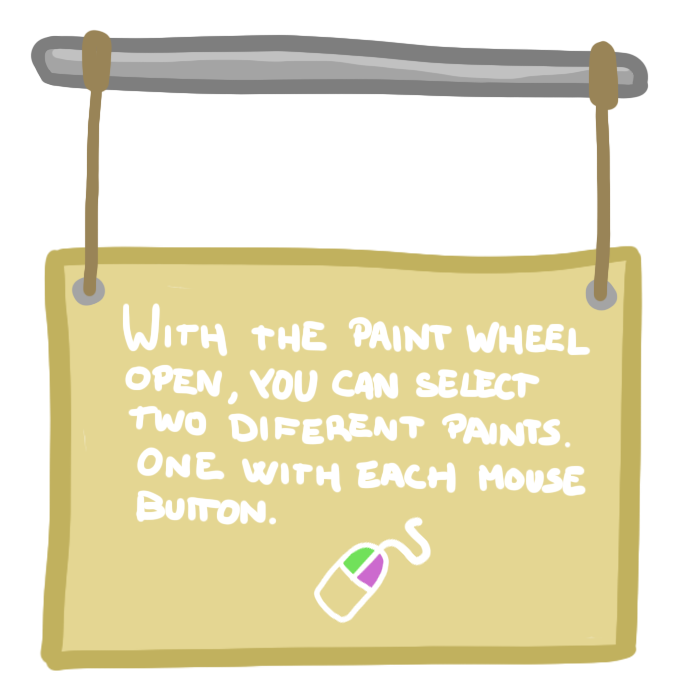 WITH THE PAINT WHEEL
OPEN, YOU CAN SELECT
TWO DIFERENT PAINTS.
ONE WITH EACH MOUSE
BUTTON.